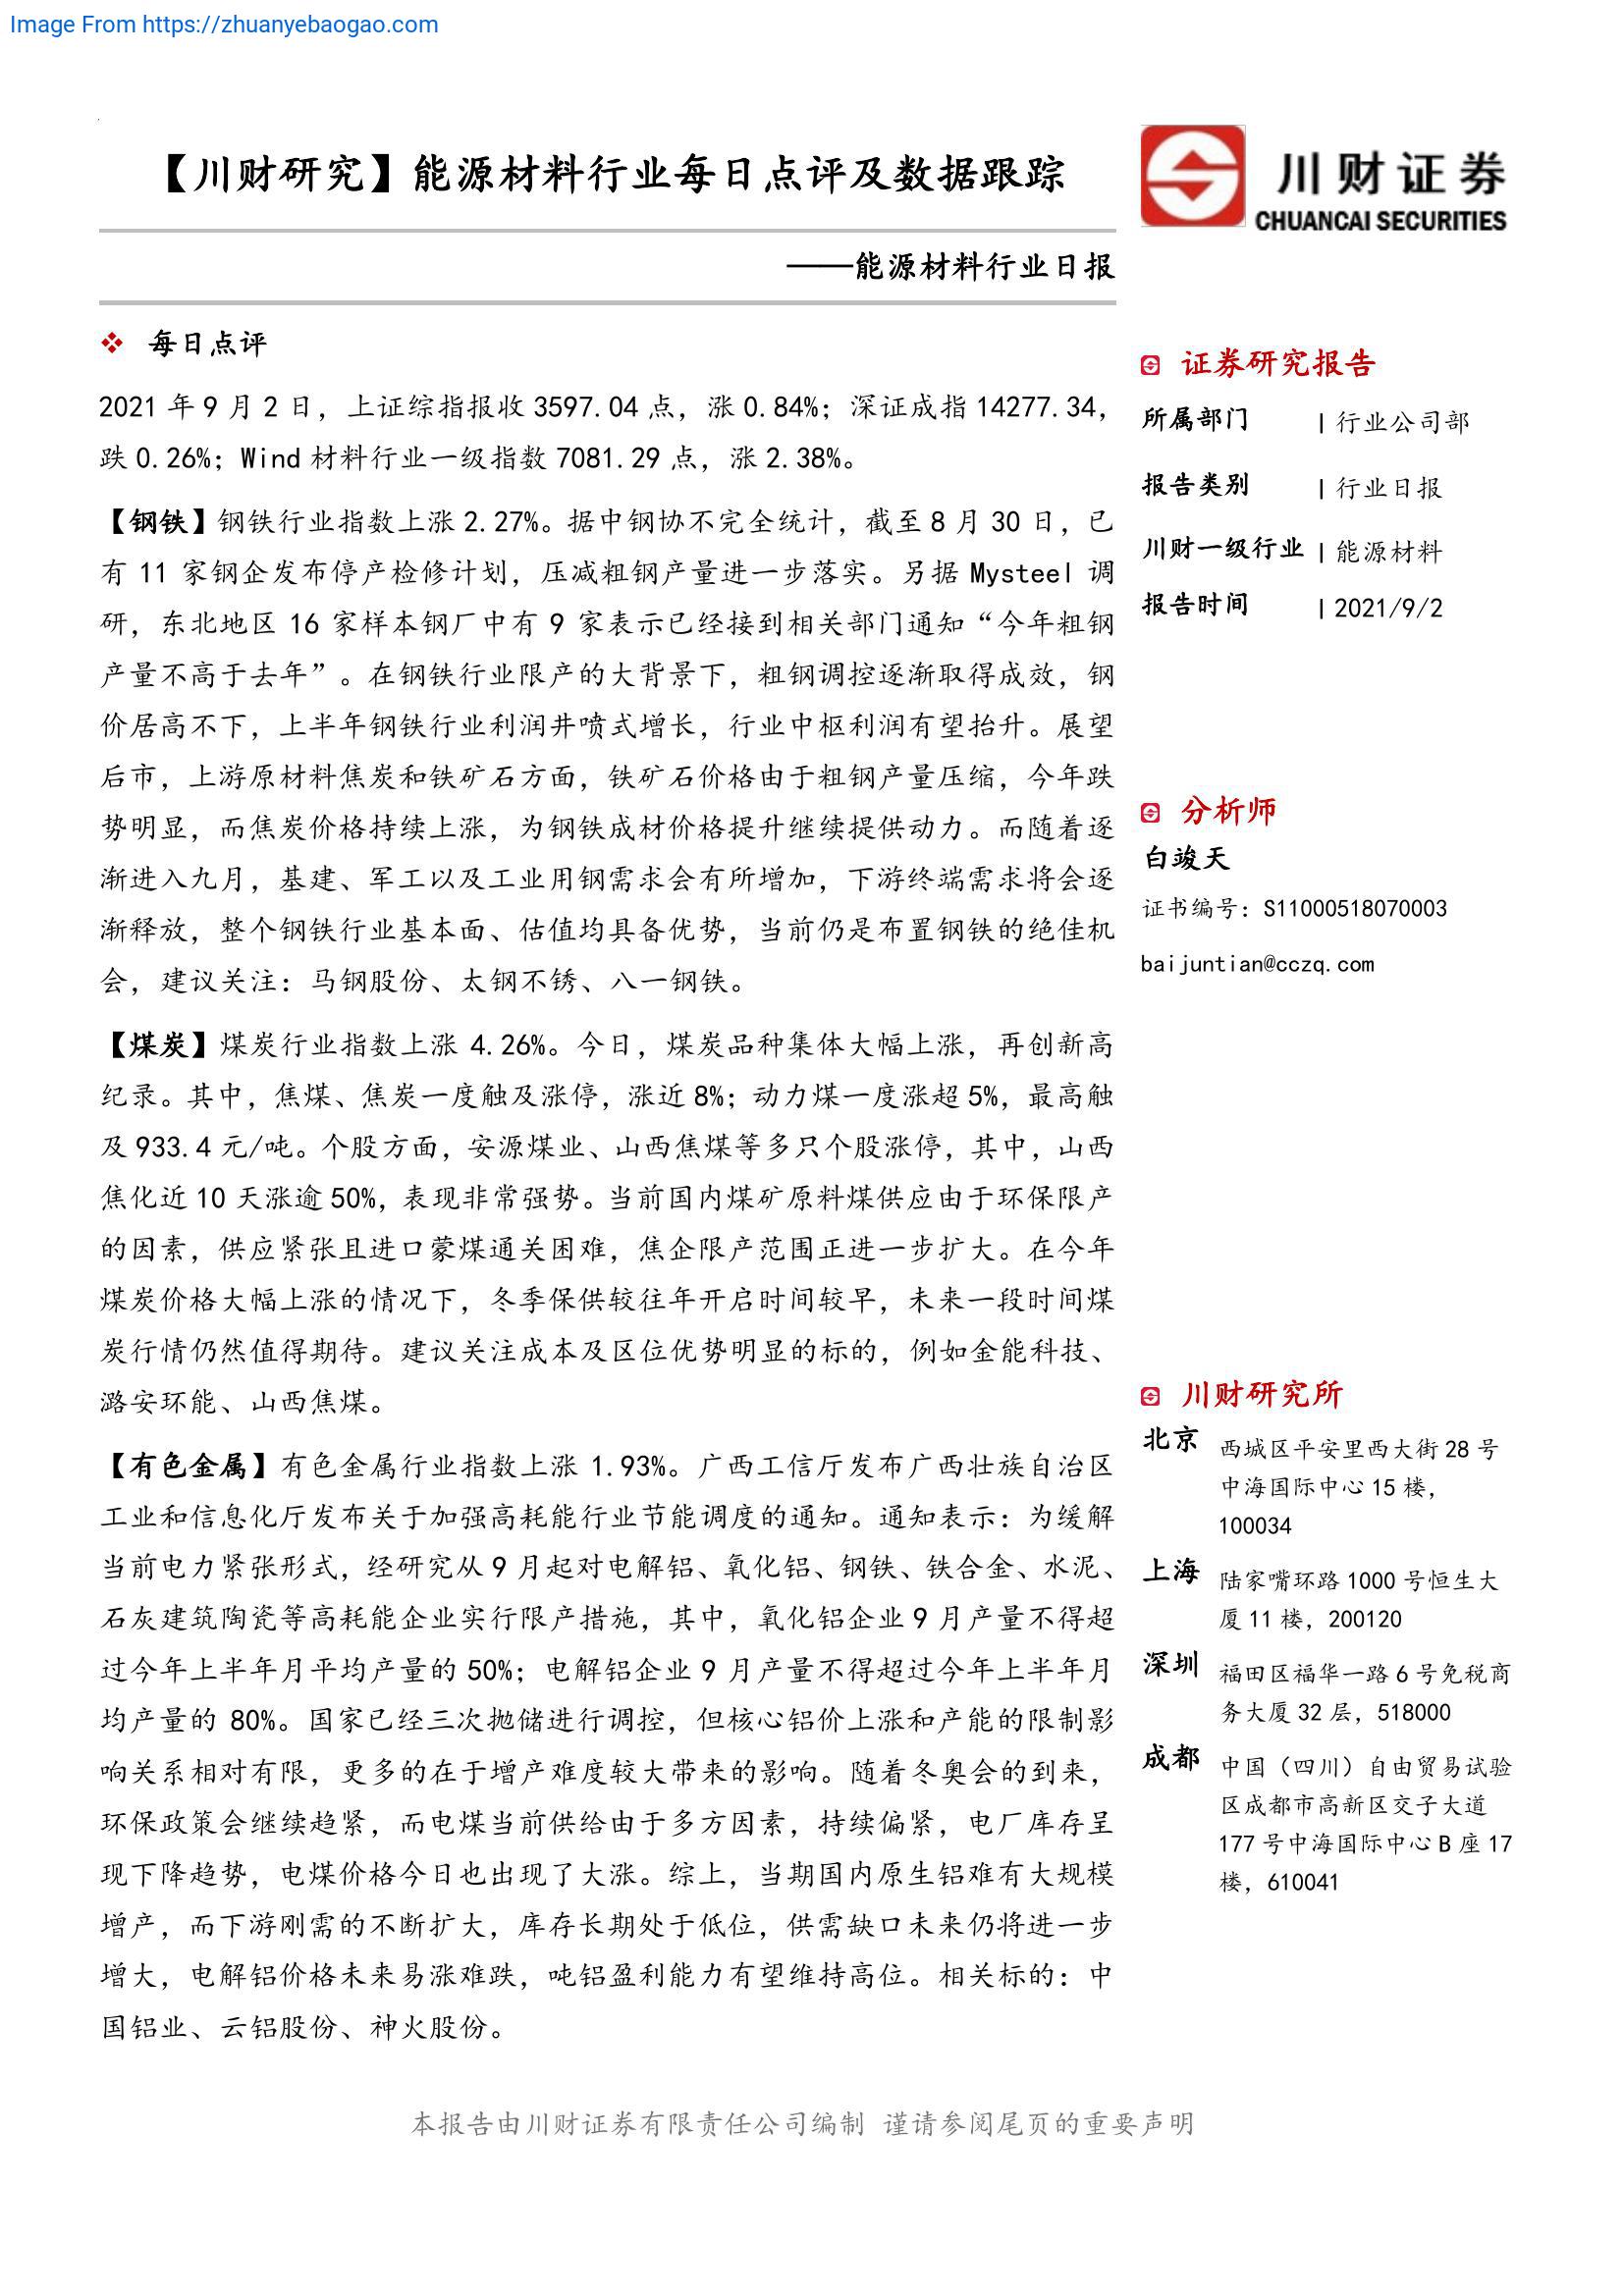 Image From https://zhuanyebaogao.com
【川财研究】能源材料行业每日点评及数据跟踪
——能源材料行业日报
每日点评
2021 年 9 月 2 日，上证综指报收 3597.04 点，涨 0.84%；深证成指 14277.34，
跌 0.26%；Wind 材料行业一级指数 7081.29 点，涨 2.38%。
【钢铁】钢铁行业指数上涨 2.27%。据中钢协不完全统计，截至 8 月 30 日，已
有 11 家钢企发布停产检修计划，压减粗钢产量进一步落实。另据 Mysteel 调
研，东北地区 16 家样本钢厂中有 9 家表示已经接到相关部门通知“今年粗钢
产量不高于去年”。在钢铁行业限产的大背景下，粗钢调控逐渐取得成效，钢
价居高不下，上半年钢铁行业利润井喷式增长，行业中枢利润有望抬升。展望
后市，上游原材料焦炭和铁矿石方面，铁矿石价格由于粗钢产量压缩，今年跌
势明显，而焦炭价格持续上涨，为钢铁成材价格提升继续提供动力。而随着逐
渐进入九月，基建、军工以及工业用钢需求会有所增加，下游终端需求将会逐
渐释放，整个钢铁行业基本面、估值均具备优势，当前仍是布置钢铁的绝佳机
会，建议关注：马钢股份、太钢不锈、八一钢铁。
【煤炭】煤炭行业指数上涨 4.26%。今日，煤炭品种集体大幅上涨，再创新高
纪录。其中，焦煤、焦炭一度触及涨停，涨近 8%；动力煤一度涨超 5%，最高触
及 933.4 元/吨。个股方面，安源煤业、山西焦煤等多只个股涨停，其中，山西
焦化近 10 天涨逾 50%，表现非常强势。当前国内煤矿原料煤供应由于环保限产
的因素，供应紧张且进口蒙煤通关困难，焦企限产范围正进一步扩大。在今年
煤炭价格大幅上涨的情况下，冬季保供较往年开启时间较早，未来一段时间煤
炭行情仍然值得期待。建议关注成本及区位优势明显的标的，例如金能科技、
潞安环能、山西焦煤。
【有色金属】有色金属行业指数上涨 1.93%。广西工信厅发布广西壮族自治区
工业和信息化厅发布关于加强高耗能行业节能调度的通知。通知表示：为缓解
当前电力紧张形式，经研究从 9 月起对电解铝、氧化铝、钢铁、铁合金、水泥、
石灰建筑陶瓷等高耗能企业实行限产措施，其中，氧化铝企业 9 月产量不得超
过今年上半年月平均产量的 50%；电解铝企业 9 月产量不得超过今年上半年月
均产量的 80%。国家已经三次抛储进行调控，但核心铝价上涨和产能的限制影
响关系相对有限，更多的在于增产难度较大带来的影响。随着冬奥会的到来，
环保政策会继续趋紧，而电煤当前供给由于多方因素，持续偏紧，电厂库存呈
现下降趋势，电煤价格今日也出现了大涨。综上，当期国内原生铝难有大规模
增产，而下游刚需的不断扩大，库存长期处于低位，供需缺口未来仍将进一步
增大，电解铝价格未来易涨难跌，吨铝盈利能力有望维持高位。相关标的：中
国铝业、云铝股份、神火股份。
川财证券
CHUANCAI SECURITIES
证券研究报告
所属部门 | 行业公司部
报告类别 | 行业日报
川财一级行业 | 能源材料
报告时间 | 2021/9/2
分析师
白竣天
证书编号：S11000518070003
baijuntian@cczq.com
川财研究所
北京 西城区平安里西大街 28 号
中海国际中心 15 楼，
100034
上海 陆家嘴环路 1000 号恒生大
厦 11 楼，200120
深圳 福田区福华一路 6 号免税商
务大厦 32 层，518000
成都 中国（四川）自由贸易试验
区成都市高新区交子大道
177 号中海国际中心 B 座 17
楼，610041
本报告由川财证券有限责任公司编制 谨请参阅尾页的重要声明